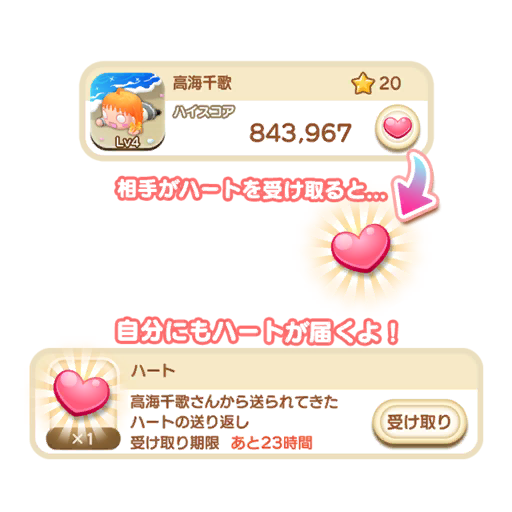 高海千歌
20
ハイスコア
843,967
Lv4
相手がハートを受け取ると...
自分にもハートが届くよ！
ハート
高海千歌さんから送られてきた
ハートの送り返し
受け取り期限 あと23時間
×1
受け取り